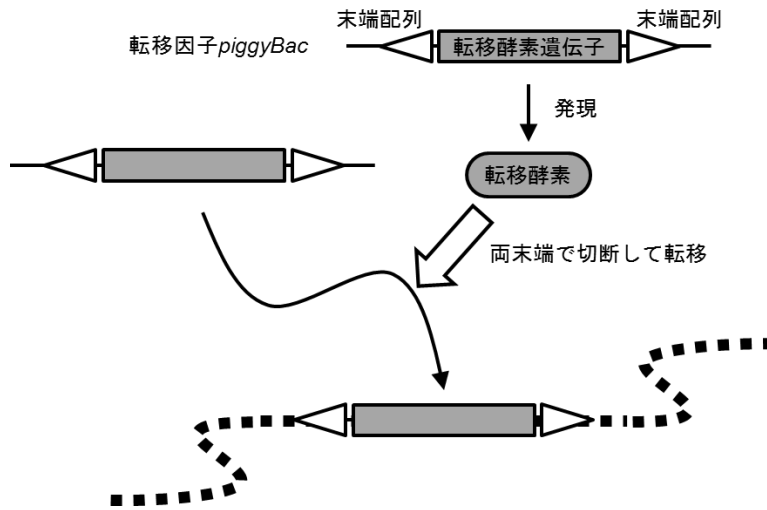 末端配列
末端配列
転移因子piggyBac
転移酵素遺伝子
発現
転移酵素
両末端で切断して転移